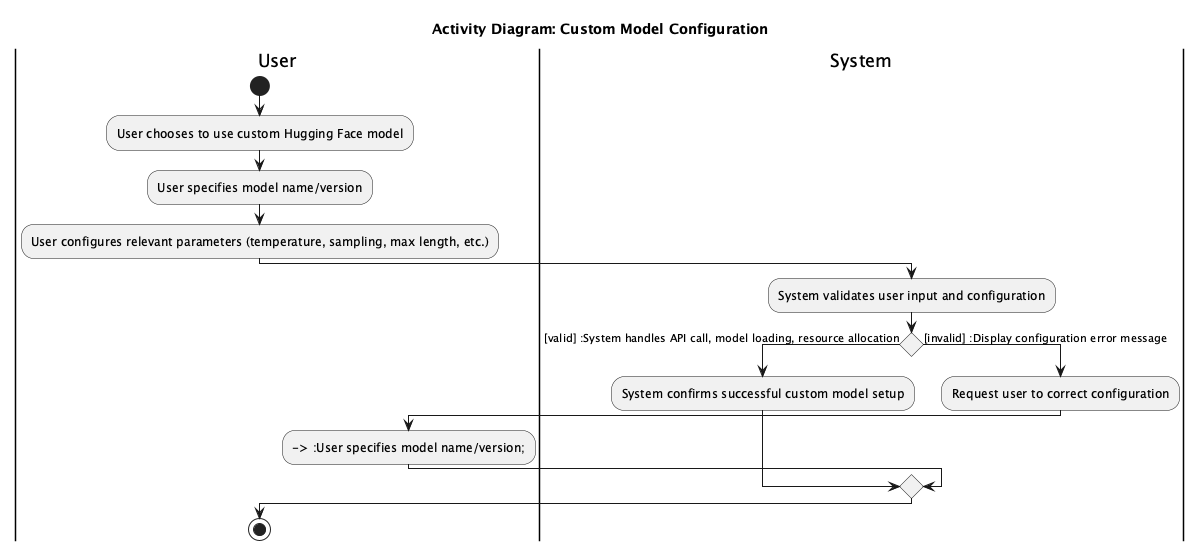 Activity Diagram: Custom Model Configuration
User
System
User chooses to use custom Hugging Face model
User specifies model name/version
User configures relevant parameters (temperature, sampling, max length, etc.)
System validates user input and configuration
[valid] :System handles API call, model loading, resource allocation
[invalid] :Display configuration error message
System confirms successful custom model setup
Request user to correct configuration
-> :User specifies model name/version;